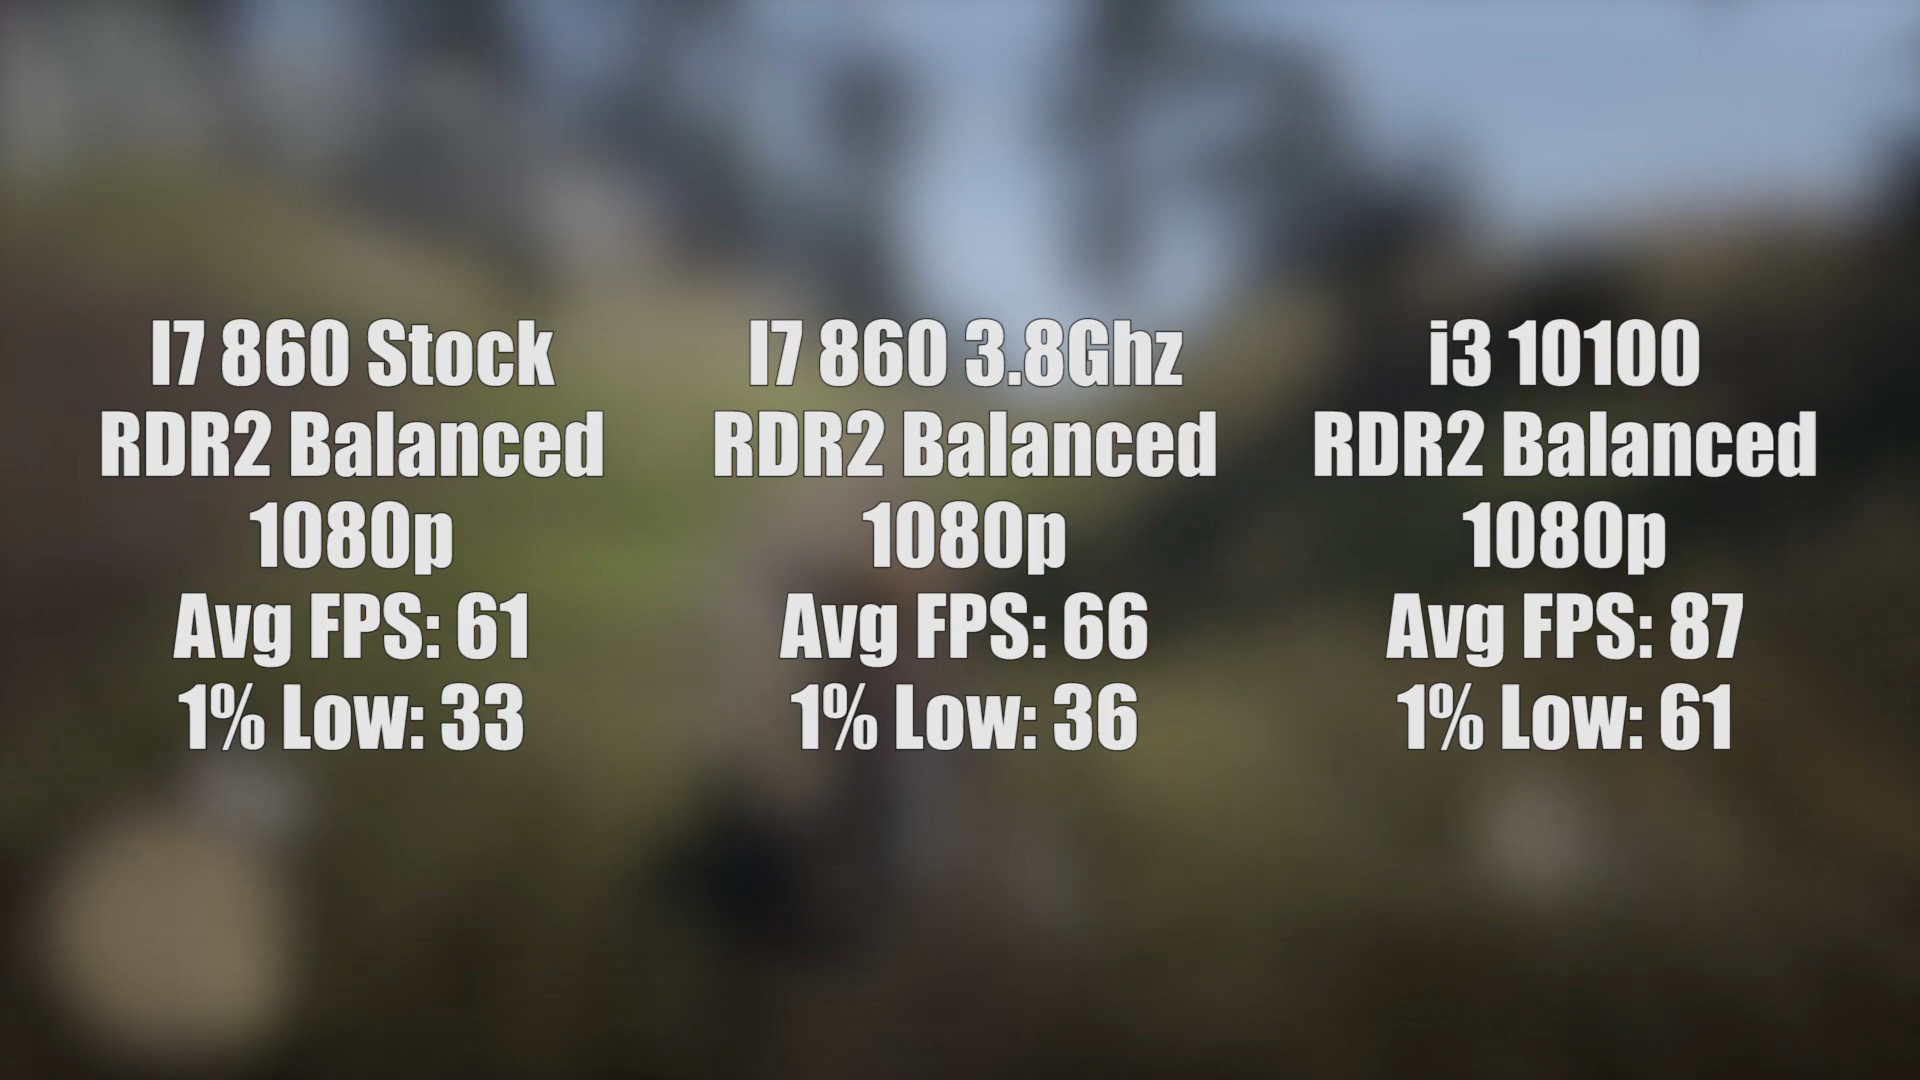 I7 860 Stock
RDR2 Balanced
1080p
Avg FPS: 61
1% Low: 33
I7 860 3.8Ghz
RDR2 Balanced
1080p
Avg FPS: 66
1% Low: 36
i3 10100
RDR2 Balanced
1080p
Avg FPS: 87
1% Low: 61